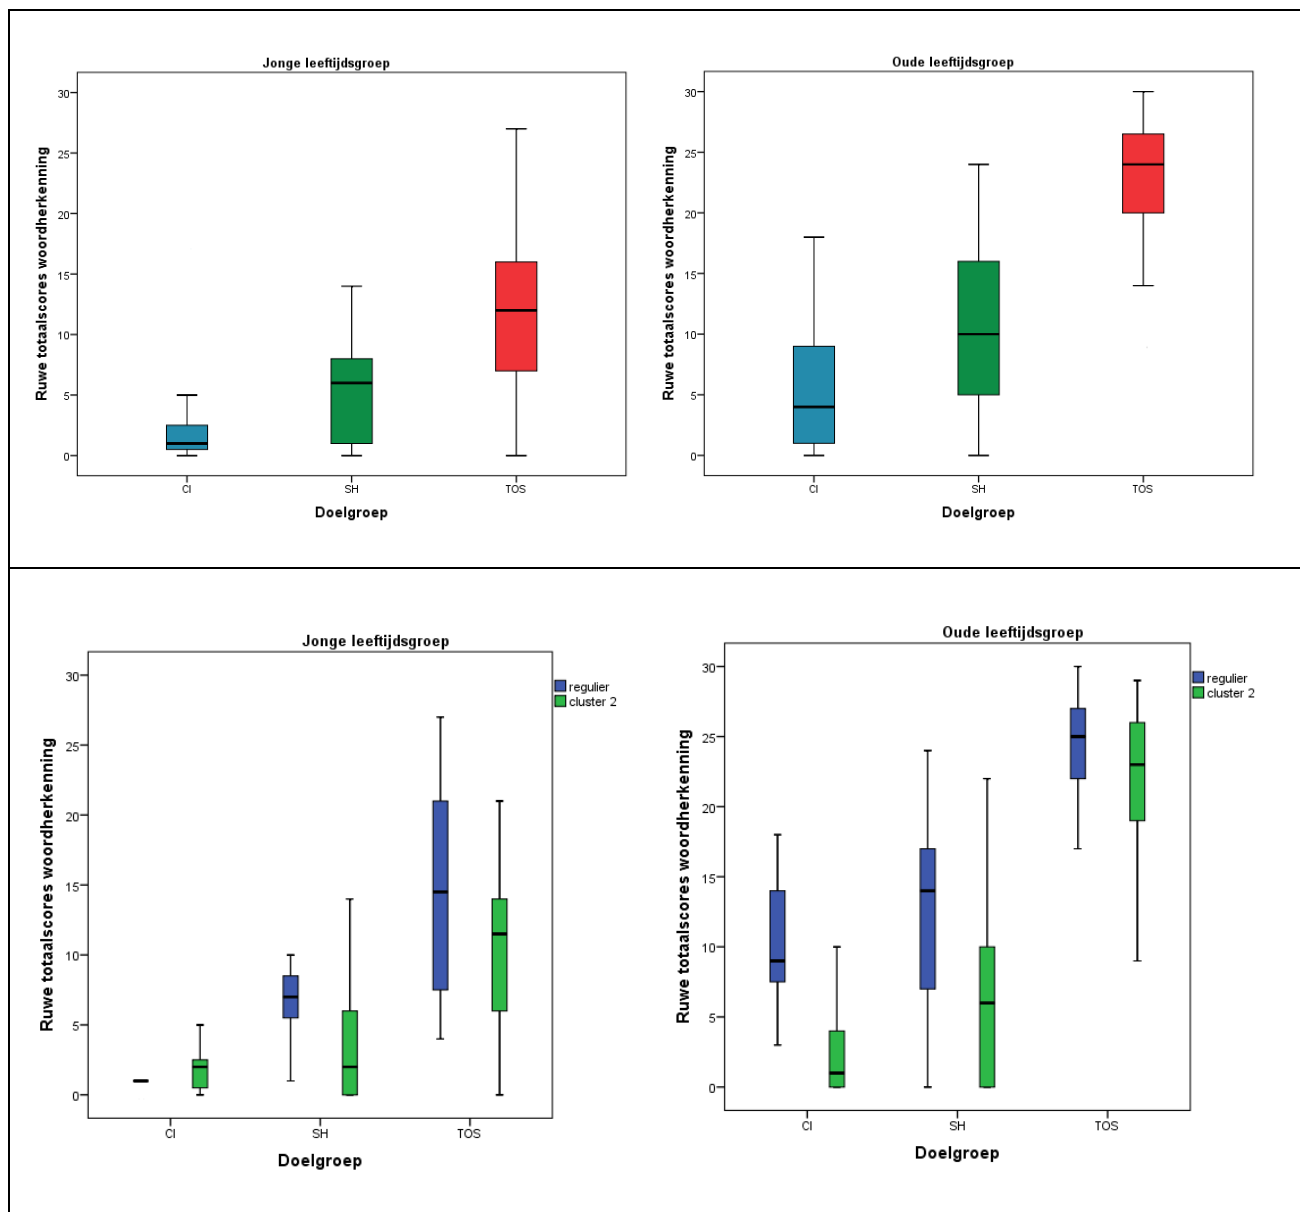 Jonge leeftijdsgroep
Ruwe totaalscores woordherkenning
30
25
20
15
10
5
0
CI SH TOS
Doelgroep
Oude leeftijdsgroep
Ruwe totaalscores woordherkenning
30
25
20
15
10
5
0
CI SH TOS
Doelgroep
Jonge leeftijdsgroep
Ruwe totaalscores woordherkenning
30
25
20
15
10
5
0
CI SH TOS
Doelgroep
regulier
cluster 2
Oude leeftijdsgroep
Ruwe totaalscores woordherkenning
30
25
20
15
10
5
0
CI SH TOS
Doelgroep
regulier
cluster 2